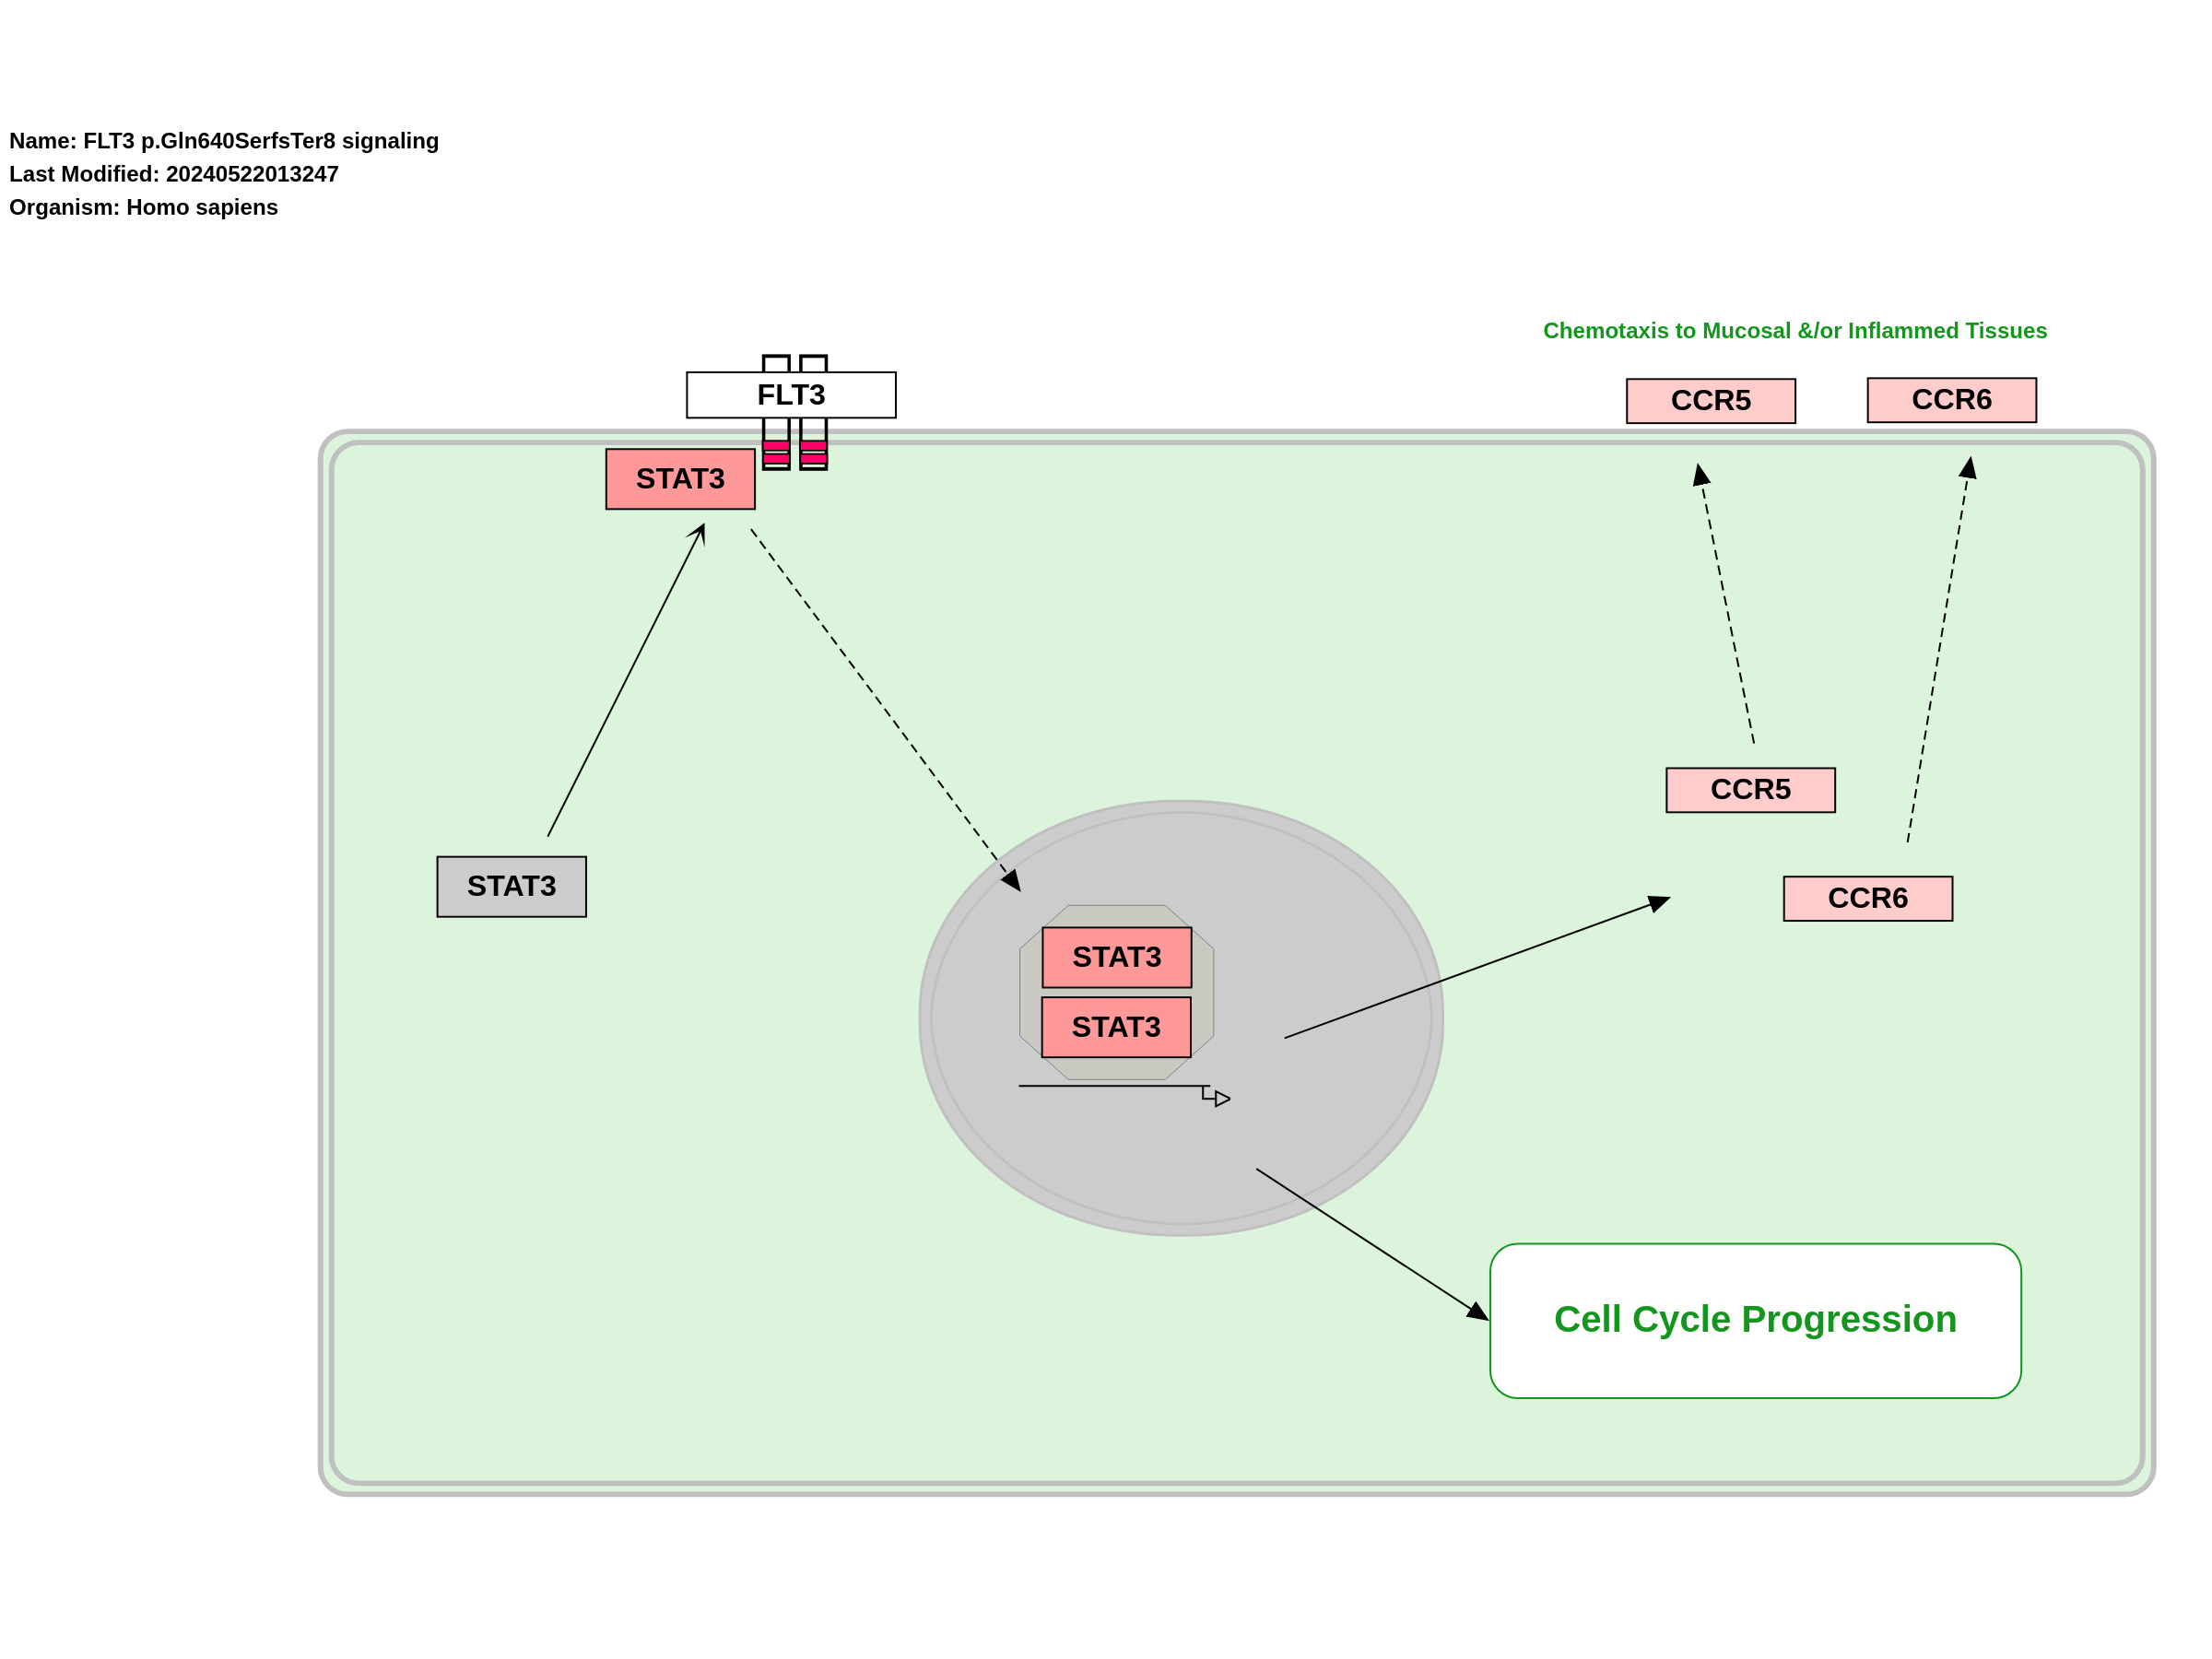 Name: FLT3 p.Gln640SerfsTer8 signaling
Last Modified: 20240522013247
Organism: Homo sapiens
Chemotaxis to Mucosal &/or Inflammed Tissues
FLT3
CCR5
CCR6
STAT3
CCR5
STAT3
CCR6
STAT3
STAT3
Cell Cycle Progression